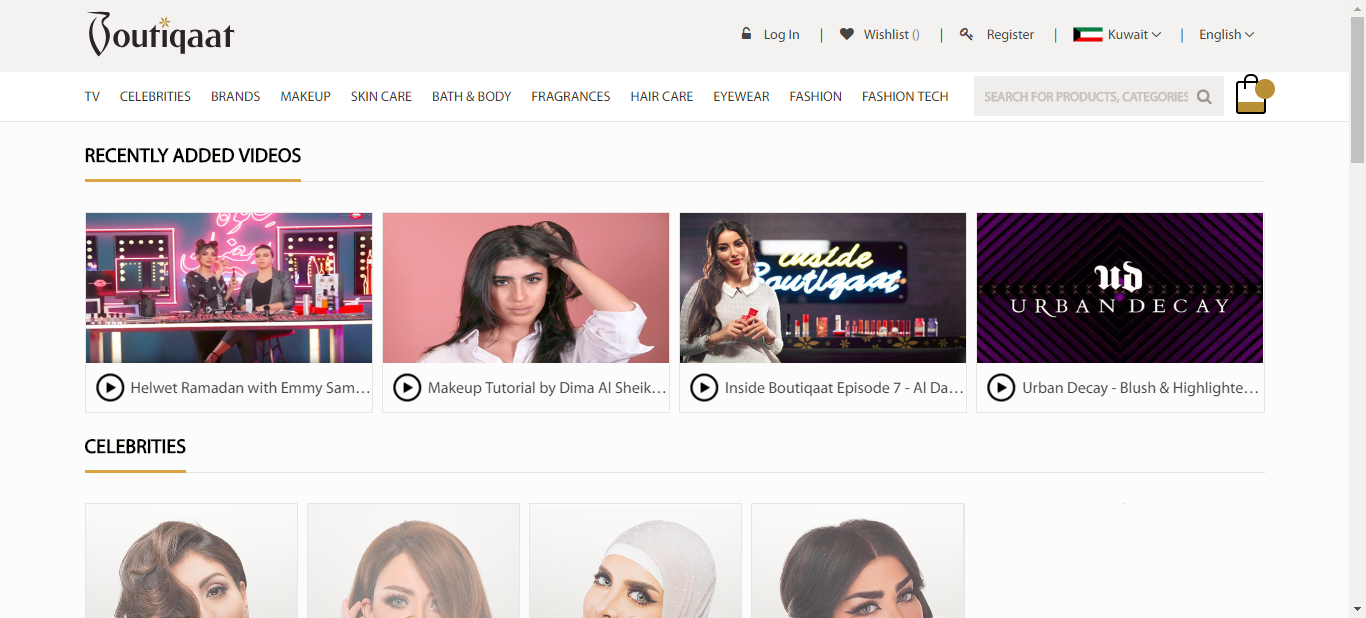 Boutiqaat
Log In | Wishlist () | Register | Kuwait | English
TV CELEBRITIES BRANDS MAKEUP SKIN CARE BATH & BODY FRAGRANCES HAIR CARE EYEWEAR FASHION FASHION TECH SEARCH FOR PRODUCTS, CATEGORIES
RECENTLY ADDED VIDEOS
inside
Boutiqaat
ud
URBAN DECAY
Helwet Ramadan with Emmy Sam...
Makeup Tutorial by Dima Al Sheik...
Inside Boutiqaat Episode 7 - Al Da...
Urban Decay - Blush & Highlighte...
CELEBRITIES